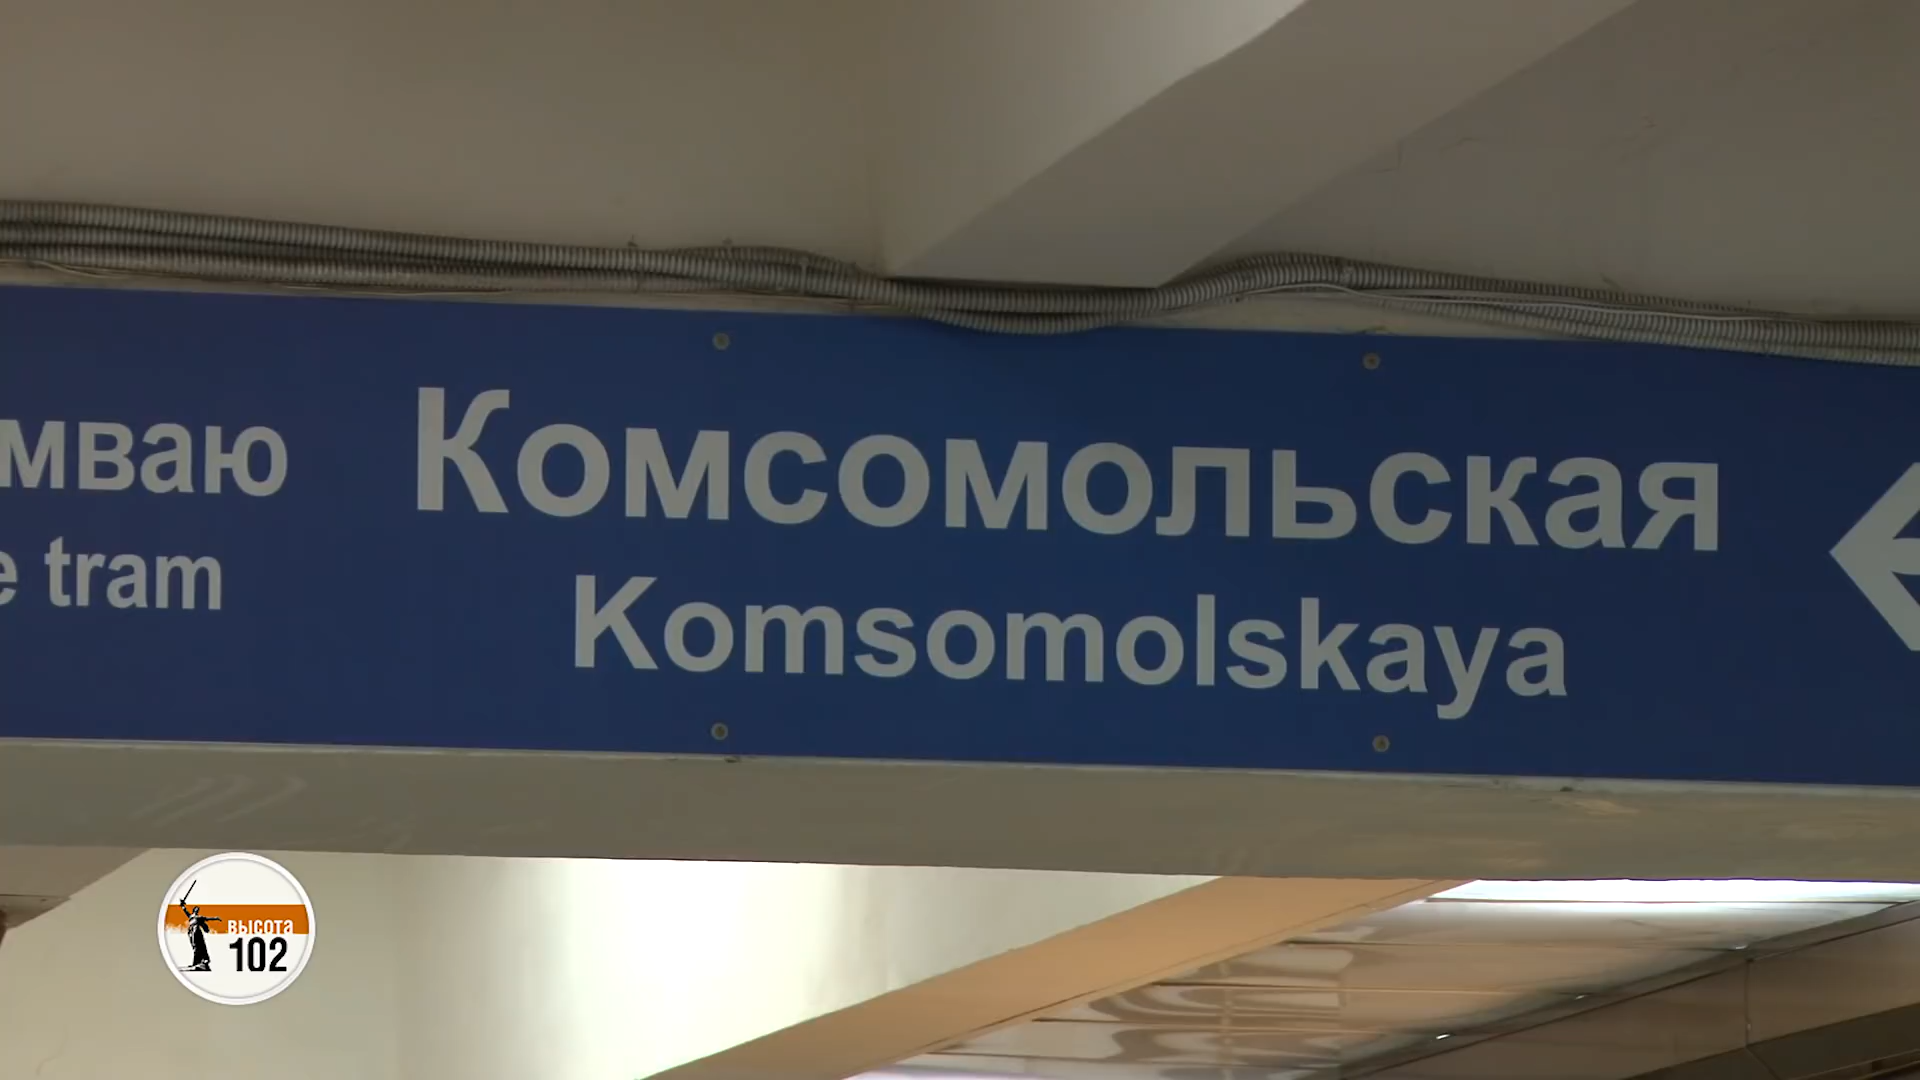 мваю
e tram
Комсомольская
Komsomolskaya
высота
102